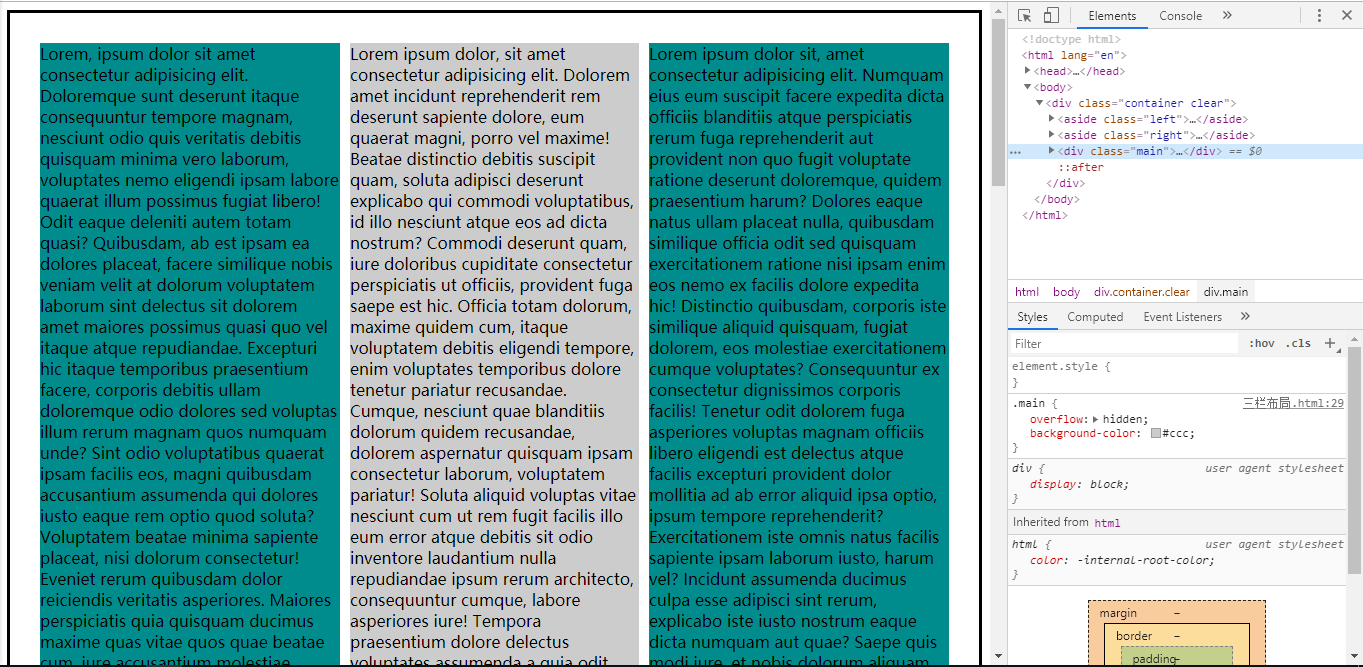 Lorem, ipsum dolor sit amet
consectetur adipisicing elit.
Doloremque sunt deserunt itaque
consequuntur tempore magnam,
nesciunt odio quis veritatis debitis
quisquam minima vero laborum,
voluptates nemo eligendi ipsam labore
quaerat illum possimus fugiat libero!
Odit eaque deleniti autem totam
quasi? Quibusdam, ab est ipsam ea
dolores placeat, facere similique nobis
veniam velit at dolorum voluptatem
laborum sint delectus sit dolorem
amet maiores possimus quasi quo vel
itaque atque repudiandae. Excepturi
hic itaque temporibus praesentium
facere, corporis debitis ullam
doloremque odio dolores sed voluptas
illum rerum magnam quos numquam
unde? Sint odio voluptatibus quaerat
ipsam facilis eos, magni quibusdam
accusantium assumenda qui dolores
iusto eaque rem optio quod soluta?
Voluptatem beatae minima sapiente
placeat, nisi dolorum consectetur!
Eveniet rerum quibusdam dolor
reiciendis veritatis asperiores. Maiores
perspiciatis quia quisquam ducimus
maxime quas vitae quos quae beatae
cum, iure accusantium molestiae
Lorem ipsum dolor, sit amet
consectetur adipisicing elit. Dolorem
amet incidunt reprehenderit rem
deserunt sapiente dolore, eum
quaerat magni, porro vel maxime!
Beatae distinctio debitis suscipit
quam, soluta adipisci deserunt
explicabo qui commodi voluptatibus,
id illo nesciunt atque eos ad dicta
nostrum? Commodi deserunt quam,
iure doloribus cupiditate consectetur
perspiciatis ut officiis, provident fuga
saepe est hic. Officia totam dolorum,
maxime quidem cum, itaque
voluptatem debitis eligendi tempore,
enim voluptates temporibus dolore
tenetur pariatur recusandae.
Cumque, nesciunt quae blanditiis
dolorum quidem recusandae,
dolorem aspernatur quisquam ipsam
consectetur laborum, voluptatem
pariatur! Soluta aliquid voluptas vitae
nesciunt cum ut rem fugit facilis illo
eum error atque debitis sit odio
inventore laudantium nulla
repudiandae ipsum rerum architecto,
consequuntur cumque, labore
asperiores iure! Tempora
praesentium dolore delectus
voluptates assumenda a quia odit
Lorem ipsum dolor sit, amet
consectetur adipisicing elit. Numquam
eius eum suscipit facere expedita dicta
officiis blanditiis atque perspiciatis
rerum fuga reprehenderit aut
provident non quo fugit voluptate
ratione deserunt doloremque, quidem
praesentium harum? Dolores eaque
natus ullam placeat nulla, quibusdam
similique officia odit sed quisquam
exercitationem ratione nisi ipsam enim
eos nemo ex facilis dolore expedita
hic! Distinctio quibusdam, corporis iste
similique aliquid quisquam, fugiat
dolorem, eos molestiae exercitationem
cumque voluptates? Consequuntur ex
consectetur dignissimos corporis
facilis! Tenetur odit dolorem fuga
asperiores voluptas magnam officiis
libero eligendi est delectus atque
facilis excepturi provident dolor
mollitia ad ab error aliquid ipsa optio,
ipsum tempore reprehenderit?
Exercitationem iste omnis natus facilis
sapiente ipsam laborum iusto, harum
vel? Incidunt assumenda ducimus
culpa esse adipisci sint rerum,
explicabo iste iusto nostrum eaque
dicta numquam aut quae? Saepe quis
modi iure, et nobis dolorum aliquam
Elements Console »
<!doctype html>
<html lang="en">
<head>…</head>
<body>
<div class="container clear">
<aside class="left">…</aside>
<aside class="right">…</aside>
<div class="main">…</div> == $0
::after
</div>
</body>
</html>
html body div.container.clear div.main
Styles Computed Event Listeners »
Filter :hov .cls +
element.style {
}
.main { 三栏布局.html:29
overflow: hidden;
background-color: #ccc;
}
div { user agent stylesheet
display: block;
}
Inherited from html
html { user agent stylesheet
color: -internal-root-color;
}
margin –
border –
padding–